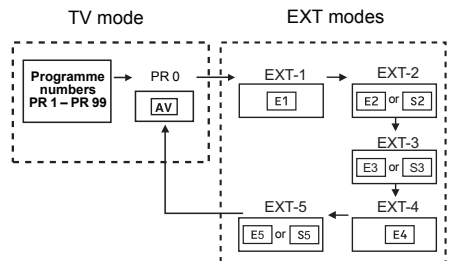 TV mode
EXT modes
Programme
numbers
PR 1 – PR 99
PR 0
AV
EXT-1
E1
EXT-2
E2 or S2
EXT-3
E3 or S3
EXT-4
E4
EXT-5
E5 or S5